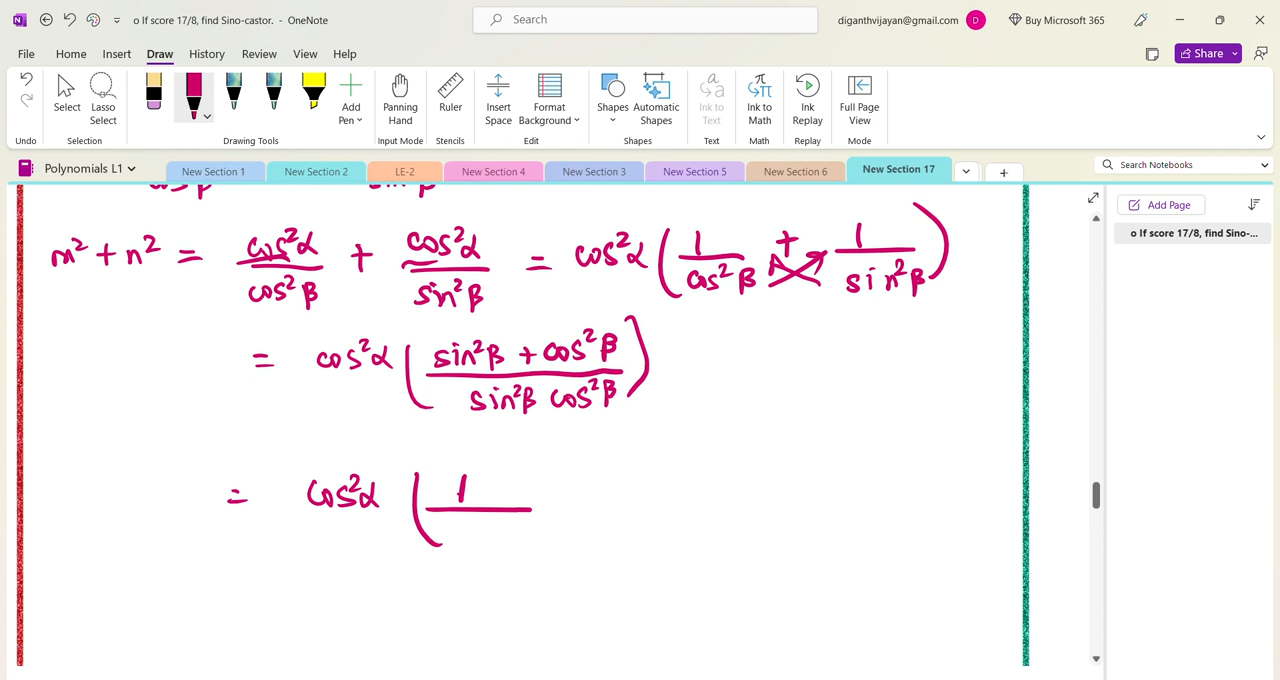 o If score 17/8, find Sino-castor. - OneNote
Search
diganthvijayan@gmail.com D
Buy Microsoft 365
File Home Insert Draw History Review View Help
Share
Undo
Select
Lasso Select
Selection
Drawing Tools
Add Pen
Panning Hand
Input Mode
Ruler
Stencils
Insert Space
Format Background
Edit
Shapes
Automatic Shapes
Shapes
Ink to Text
Text
Ink to Math
Math
Ink Replay
Replay
Full Page View
Mode
Polynomials L1
New Section 1 New Section 2 LE-2 New Section 4 New Section 3 New Section 5 New Section 6 New Section 17 +
Search Notebooks
Add Page
o If score 17/8, find Sino-...
cosβ sinβ
m² + n² = cos²α/cos²β + cos²α/sin²β = cos²α (1/cos²β + 1/sin²β)
= cos²α (sin²β + cos²β / sin²β cos²β)
= cos²α (1/